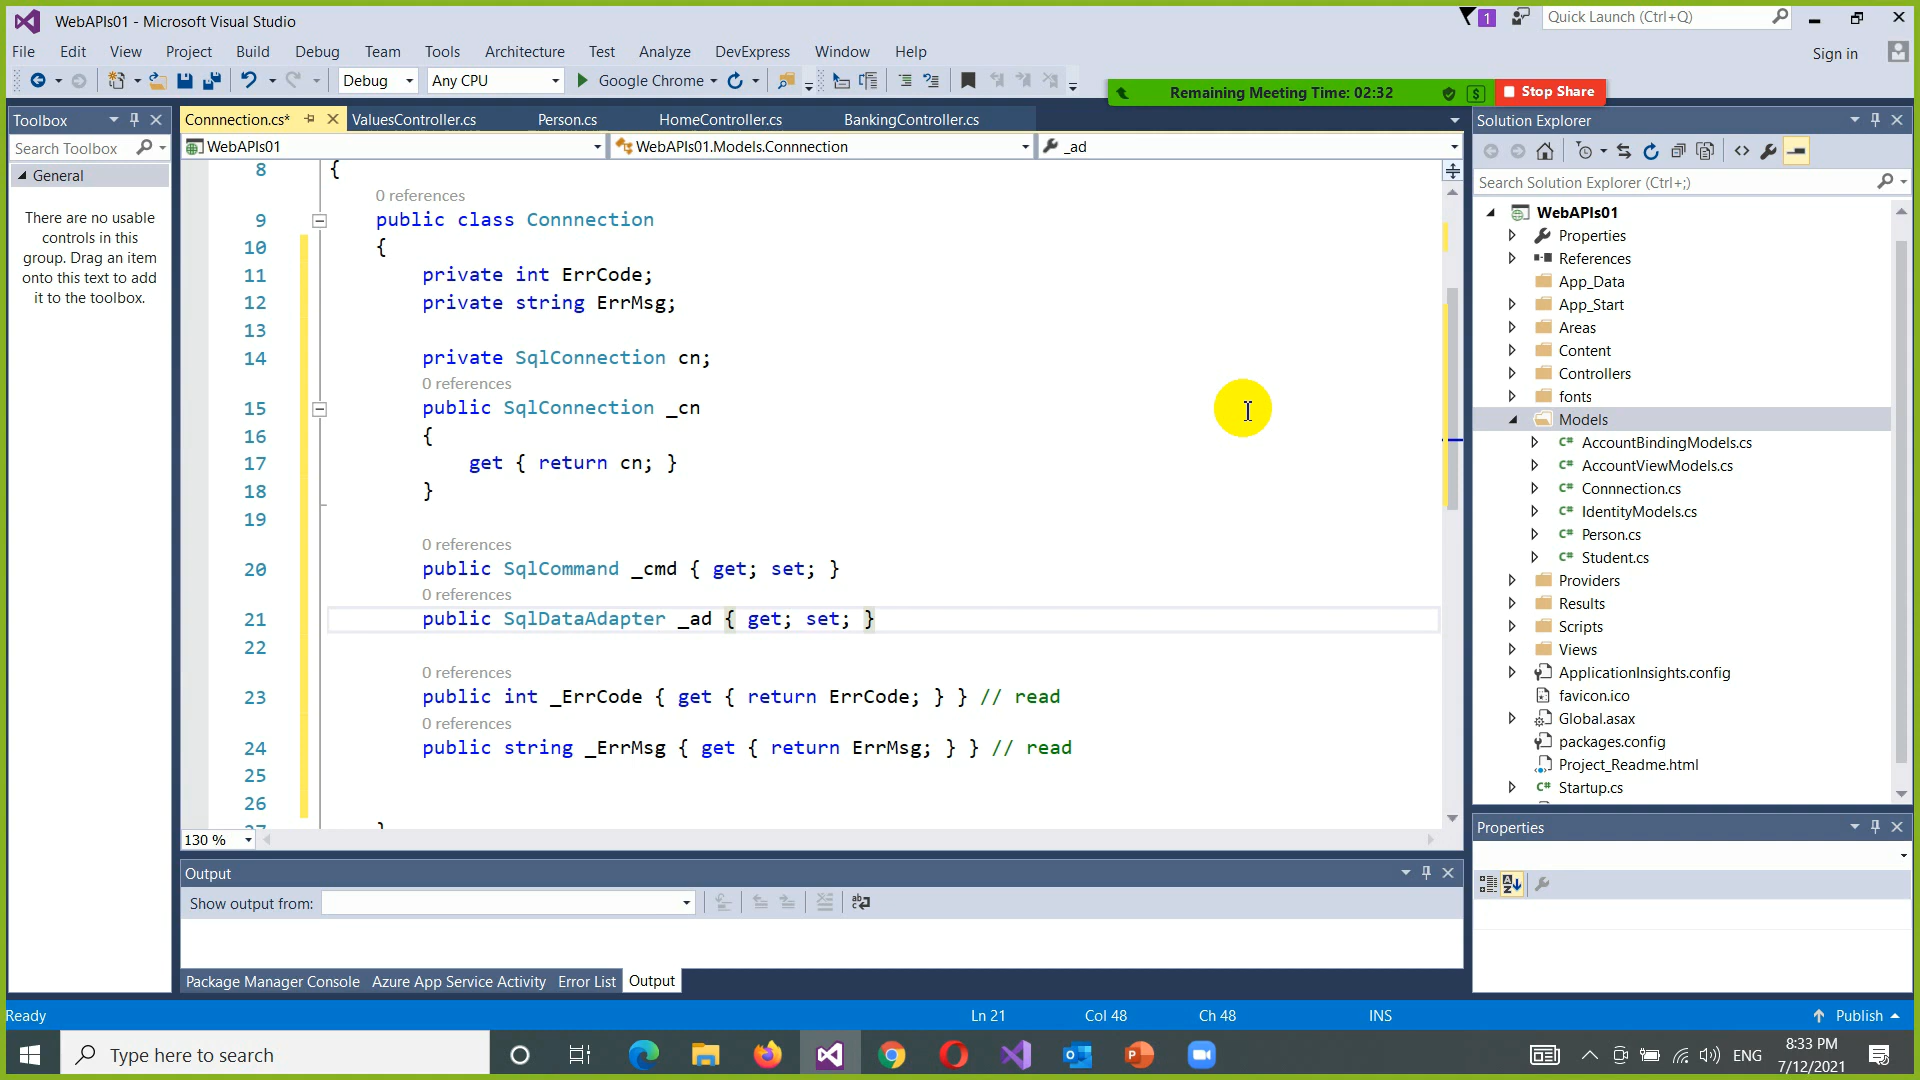 WebAPIs01 - Microsoft Visual Studio
1
Quick Launch (Ctrl+Q)
File Edit View Project Build Debug Team Tools Architecture Test Analyze DevExpress Window Help
Sign in
Debug Any CPU Google Chrome
Remaining Meeting Time: 02:32
Stop Share
Toolbox
Search Toolbox
General
There are no usable
controls in this
group. Drag an item
onto this text to add
it to the toolbox.
Connnection.cs* ValuesController.cs Person.cs HomeController.cs BankingController.cs
WebAPIs01 WebAPIs01.Models.Connnection _ad
8 {
0 references
9 public class Connnection
10 {
11 private int ErrCode;
12 private string ErrMsg;
13
14 private SqlConnection cn;
0 references
15 public SqlConnection _cn
16 {
17 get { return cn; }
18 }
19
0 references
20 public SqlCommand _cmd { get; set; }
0 references
21 public SqlDataAdapter _ad { get; set; }
22
0 references
23 public int _ErrCode { get { return ErrCode; } } // read
0 references
24 public string _ErrMsg { get { return ErrMsg; } } // read
25
26
27 }
130 %
Output
Show output from:
Package Manager Console Azure App Service Activity Error List Output
Solution Explorer
Search Solution Explorer (Ctrl+;)
WebAPIs01
Properties
References
App_Data
App_Start
Areas
Content
Controllers
fonts
Models
C# AccountBindingModels.cs
C# AccountViewModels.cs
C# Connnection.cs
C# IdentityModels.cs
C# Person.cs
C# Student.cs
Providers
Results
Scripts
Views
ApplicationInsights.config
favicon.ico
Global.asax
packages.config
Project_Readme.html
C# Startup.cs
Properties
Ready Ln 21 Col 48 Ch 48 INS Publish
Type here to search
ENG
8:33 PM
7/12/2021